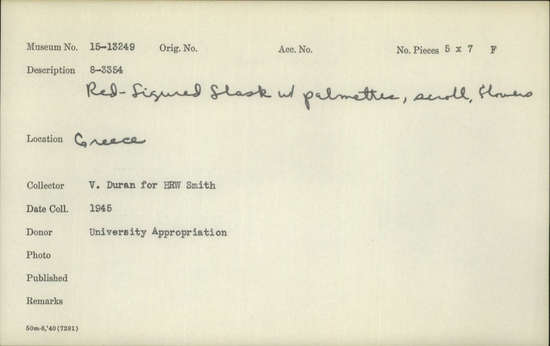 Museum No. 15-13249 Orig. No. Acc. No. No. Pieces 5 x 7 F
Description 8-3354
Red-Figured flask w/ palmettes, scroll, flowers
Location Greece
Collector V. Duran for HRW Smith
Date Coll. 1945
Donor University Appropriation
Photo
Published
Remarks
50m-8,'40(7281)